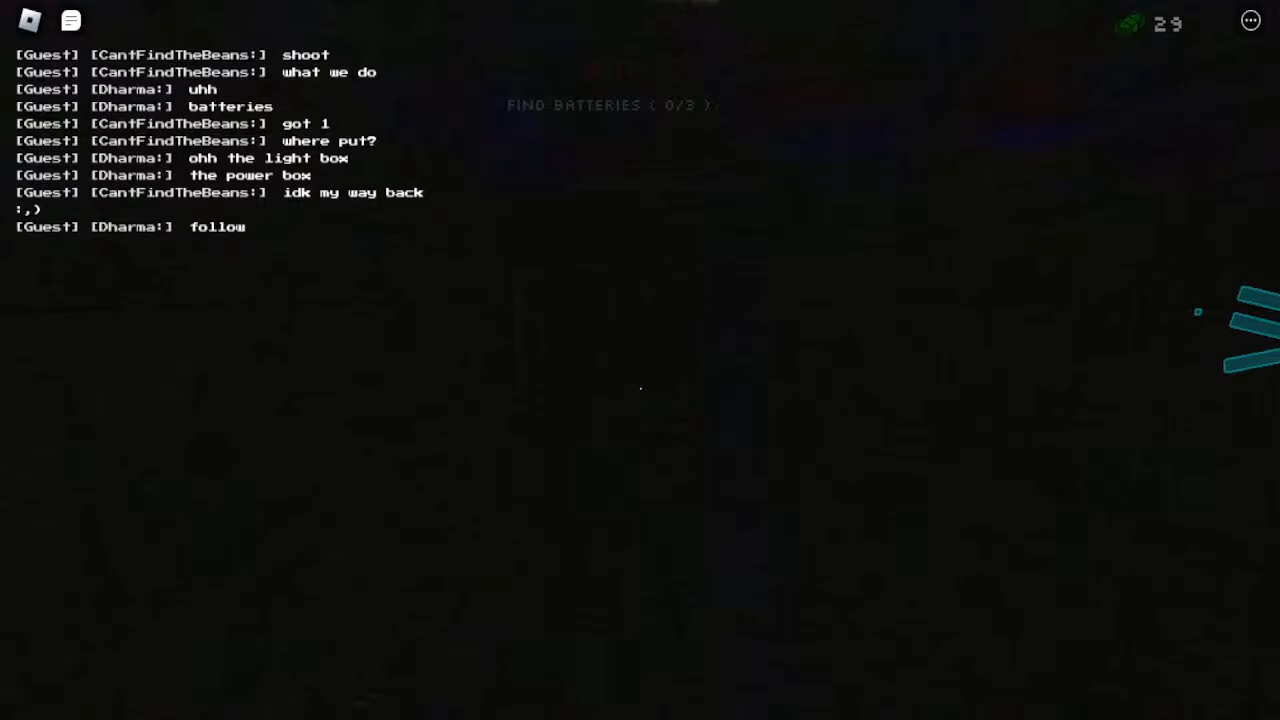 29
[Guest] [CantFindTheBeans:] shoot
[Guest] [CantFindTheBeans:] what we do
[Guest] [Dharma:] uhh
[Guest] [Dharma:] batteries
[Guest] [CantFindTheBeans:] got 1
[Guest] [CantFindTheBeans:] where put?
[Guest] [Dharma:] ohh the light box
[Guest] [Dharma:] the power box
[Guest] [CantFindTheBeans:] idk my way back
:,)
[Guest] [Dharma:] follow
FIND BATTERIES ( 0/3 )